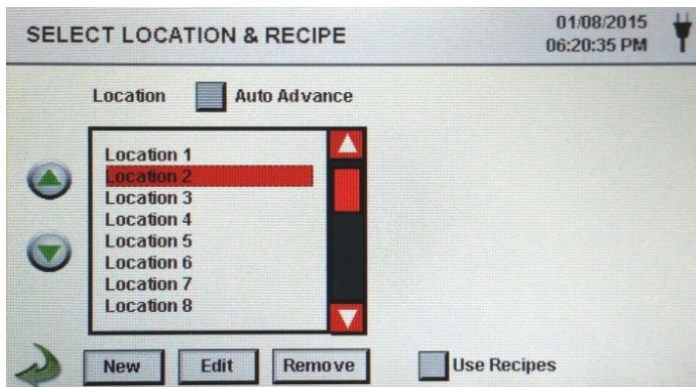 SELECT LOCATION & RECIPE
01/08/2015
06:20:35 PM
Location
Auto Advance
Location 1
Location 2
Location 3
Location 4
Location 5
Location 6
Location 7
Location 8
New
Edit
Remove
Use Recipes